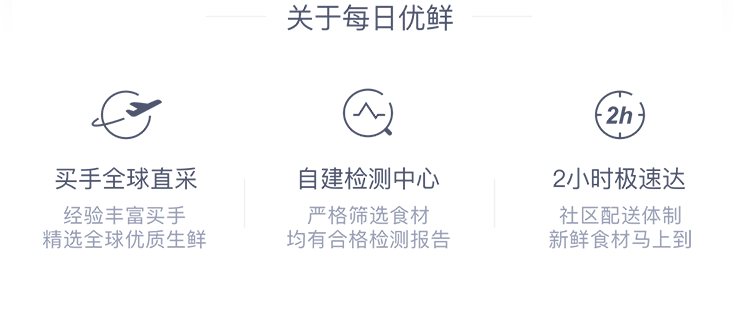 关于每日优鲜
2h
买手全球直采
自建检测中心
2小时极速达
经验丰富买手
精选全球优质生鲜
严格筛选食材
均有合格检测报告
社区配送体制
新鲜食材马上到